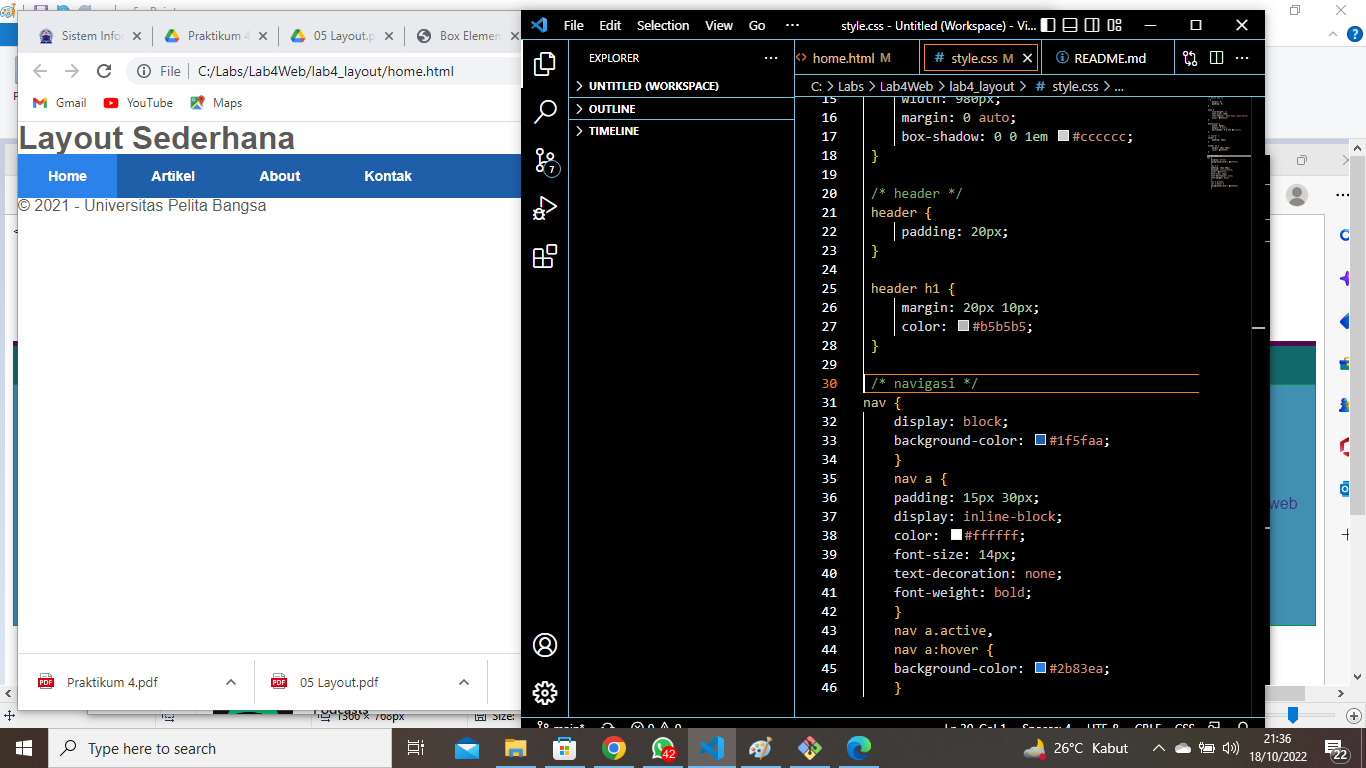 Sistem Infor
Praktikum 4
05 Layout.p
Box Elemen
File
C:/Labs/Lab4Web/lab4_layout/home.html
Gmail
YouTube
Maps
Layout Sederhana
Home
Artikel
About
Kontak
© 2021 - Universitas Pelita Bangsa
Praktikum 4.pdf
05 Layout.pdf
File Edit Selection View Go ···
style.css - Untitled (Workspace) - Vi...
EXPLORER
UNTITLED (WORKSPACE)
OUTLINE
TIMELINE
7
home.html M
# style.css M
README.md
C: > Labs > Lab4Web > lab4_layout > # style.css > ...
15 width: 980px;
16 margin: 0 auto;
17 box-shadow: 0 0 1em #cccccc;
18 }
19
20 /* header */
21 header {
22 padding: 20px;
23 }
24
25 header h1 {
26 margin: 20px 10px;
27 color: #b5b5b5;
28 }
29
30 /* navigasi */
31 nav {
32 display: block;
33 background-color: #1f5faa;
34 }
35 nav a {
36 padding: 15px 30px;
37 display: inline-block;
38 color: #ffffff;
39 font-size: 14px;
40 text-decoration: none;
41 font-weight: bold;
42 }
43 nav a.active,
44 nav a:hover {
45 background-color: #2b83ea;
46 }
web
1366 × 768px
Size:
Type here to search
42
26°C Kabut
21:36
18/10/2022
22